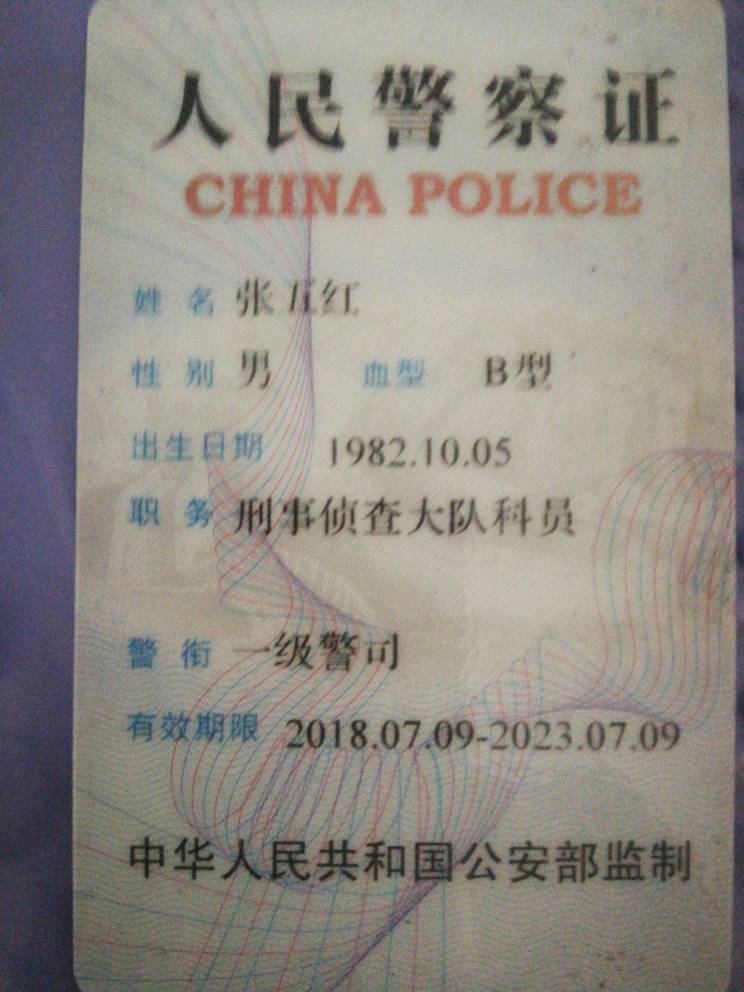 人民警察证
CHINA POLICE
姓 名 张五红
性 别 男 血型 B型
出生日期 1982.10.05
职 务 刑事侦查大队科员
警 衔 一级警司
有效期限 2018.07.09-2023.07.09
中华人民共和国公安部监制